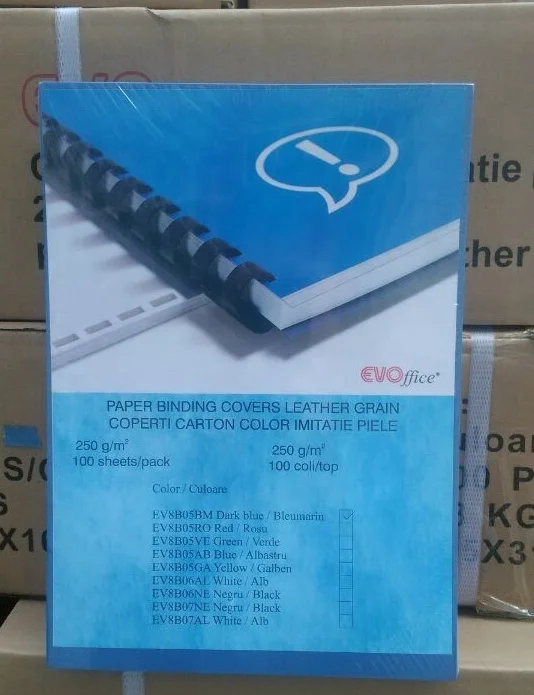 EVOffice®
PAPER BINDING COVERS LEATHER GRAIN
COPERTI CARTON COLOR IMITATIE PIELE
250 g/m² 250 g/m²
100 sheets/pack 100 coli/top
Color / Culoare
EV8B05BM Dark blue / Bleumarin
EV8B05RO Red / Rosu
EV8B05VE Green / Verde
EV8B05AB Blue / Albastru
EV8B05GA Yellow / Galben
EV8B06AL White / Alb
EV8B06NE Negru / Black
EV8B07NE Negru / Black
EV8B07AL White / Alb